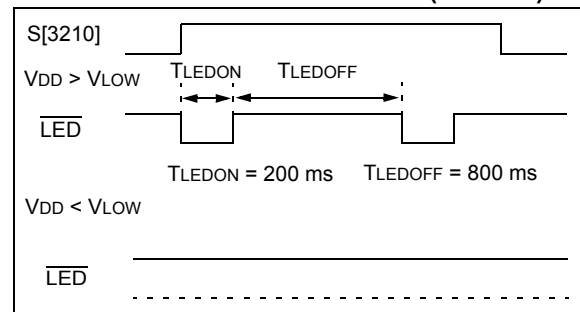 S[3210]
VDD > VLOW
TLEDON TLEDOFF
LED
TLEDON = 200 ms TLEDOFF = 800 ms
VDD < VLOW
LED